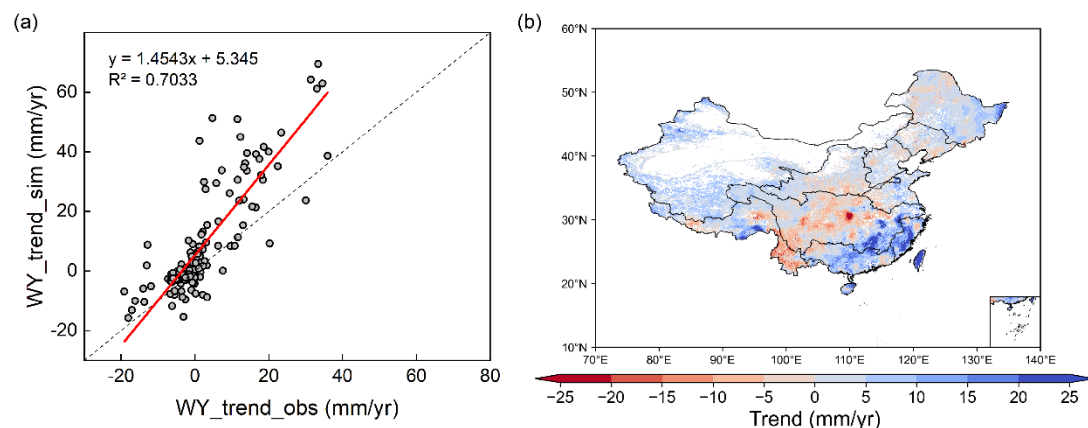 (a)
y = 1.4543x + 5.345
R² = 0.7033
WY_trend_sim (mm/yr)
60
40
20
0
-20
-20
0
20
40
60
80
WY_trend_obs (mm/yr)
(b)
60°N
50°N
40°N
30°N
20°N
10°N
70°E
80°E
90°E
100°E
110°E
120°E
130°E
140°E
−25
−20
−15
−10
−5
0
5
10
15
20
25
Trend (mm/yr)